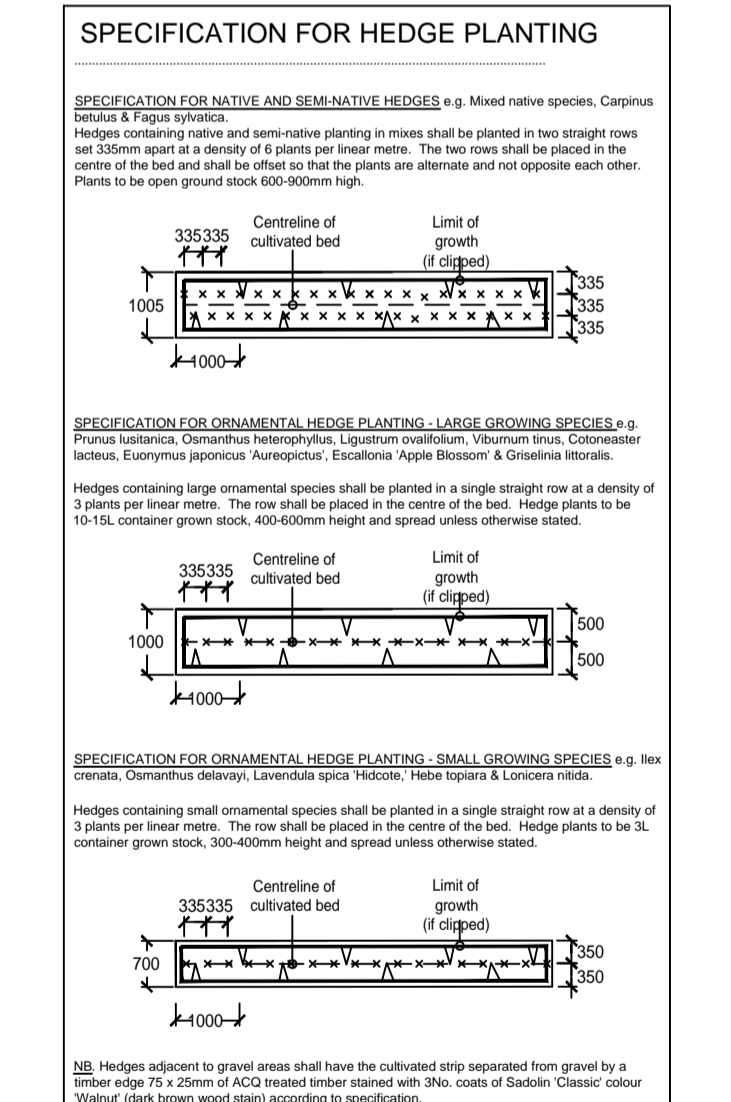 SPECIFICATION FOR HEDGE PLANTING
SPECIFICATION FOR NATIVE AND SEMI-NATIVE HEDGES e.g. Mixed native species, Carpinus
betulus & Fagus sylvatica.
Hedges containing native and semi-native planting in mixes shall be planted in two straight rows
set 335mm apart at a density of 6 plants per linear metre. The two rows shall be placed in the
centre of the bed and shall be offset so that the plants are alternate and not opposite each other.
Plants to be open ground stock 600-900mm high.
335 335
Centreline of
cultivated bed
Limit of
growth
(if clipped)
1005
335
335
335
1000
SPECIFICATION FOR ORNAMENTAL HEDGE PLANTING - LARGE GROWING SPECIES e.g.
Prunus lusitanica, Osmanthus heterophyllus, Ligustrum ovalifolium, Viburnum tinus, Cotoneaster
lacteus, Euonymus japonicus 'Aureopictus', Escallonia 'Apple Blossom' & Griselinia littoralis.
Hedges containing large ornamental species shall be planted in a single straight row at a density of
3 plants per linear metre. The row shall be placed in the centre of the bed. Hedge plants to be
10-15L container grown stock, 400-600mm height and spread unless otherwise stated.
335 335
Centreline of
cultivated bed
Limit of
growth
(if clipped)
1000
500
500
1000
SPECIFICATION FOR ORNAMENTAL HEDGE PLANTING - SMALL GROWING SPECIES e.g. Ilex
crenata, Osmanthus delavayi, Lavendula spica 'Hidcote,' Hebe topiara & Lonicera nitida.
Hedges containing small ornamental species shall be planted in a single straight row at a density of
3 plants per linear metre. The row shall be placed in the centre of the bed. Hedge plants to be 3L
container grown stock, 300-400mm height and spread unless otherwise stated.
335 335
Centreline of
cultivated bed
Limit of
growth
(if clipped)
700
350
350
1000
NB. Hedges adjacent to gravel areas shall have the cultivated strip separated from gravel by a
timber edge 75 x 25mm of ACQ treated timber stained with 3No. coats of Sadolin 'Classic' colour
'Walnut' (dark brown wood stain) according to specification.